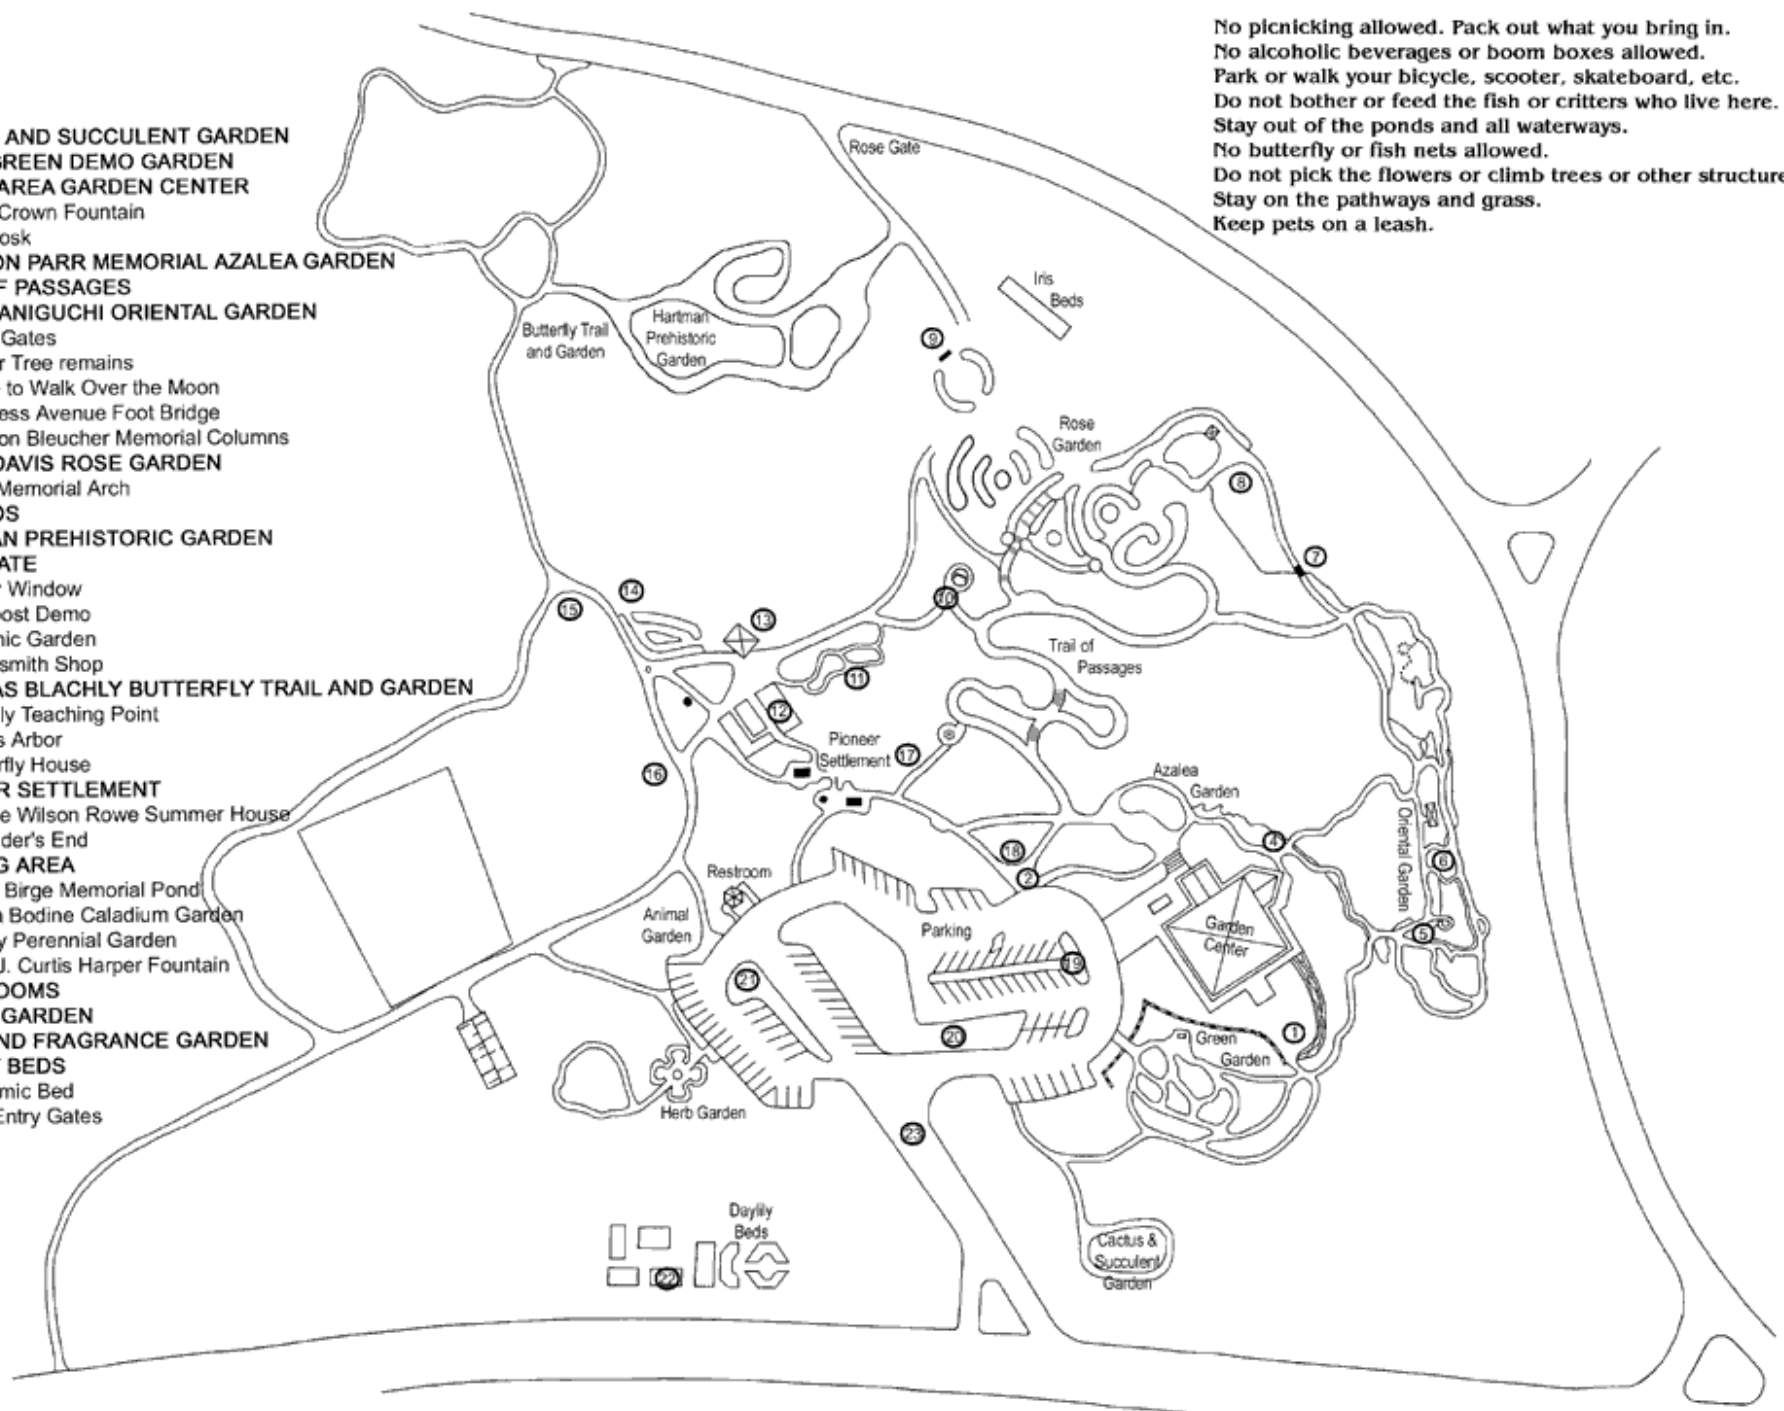 No picnicking allowed. Pack out what you bring in.
No alcoholic beverages or boom boxes allowed.
Park or walk your bicycle, scooter, skateboard, etc.
Do not bother or feed the fish or critters who live here.
Stay out of the ponds and all waterways.
No butterfly or fish nets allowed.
Do not pick the flowers or climb trees or other structure
Stay on the pathways and grass.
Keep pets on a leash.
AND SUCCULENT GARDEN
GREEN DEMO GARDEN
AREA GARDEN CENTER
Crown Fountain
osk
ON PARR MEMORIAL AZALEA GARDEN
F PASSAGES
ANIGUCHI ORIENTAL GARDEN
Gates
r Tree remains
to Walk Over the Moon
ess Avenue Foot Bridge
on Bleucher Memorial Columns
DAVIS ROSE GARDEN
Memorial Arch
DS
AN PREHISTORIC GARDEN
ATE
Window
ost Demo
nic Garden
smith Shop
AS BLACHLY BUTTERFLY TRAIL AND GARDEN
ly Teaching Point
s Arbor
rfly House
R SETTLEMENT
e Wilson Rowe Summer House
der's End
G AREA
Birge Memorial Pond
a Bodine Caladium Garden
y Perennial Garden
J. Curtis Harper Fountain
OOMS
GARDEN
ND FRAGRANCE GARDEN
Y BEDS
mic Bed
Entry Gates
Rose Gate
Iris
Beds
Butterfly Trail
and Garden
Hartman
Prehistoric
Garden
9
Rose
Garden
8
7
10
14
15
13
Trail of
Passages
11
12
Pioneer
Settlement
17
16
Azalea
Garden
Oriental Garden
4
18
2
6
5
Restroom
Animal
Garden
Parking
Garden
Center
19
21
20
1
Green
Garden
Herb Garden
23
Daylily
Beds
22
Cactus &
Succulent
Garden